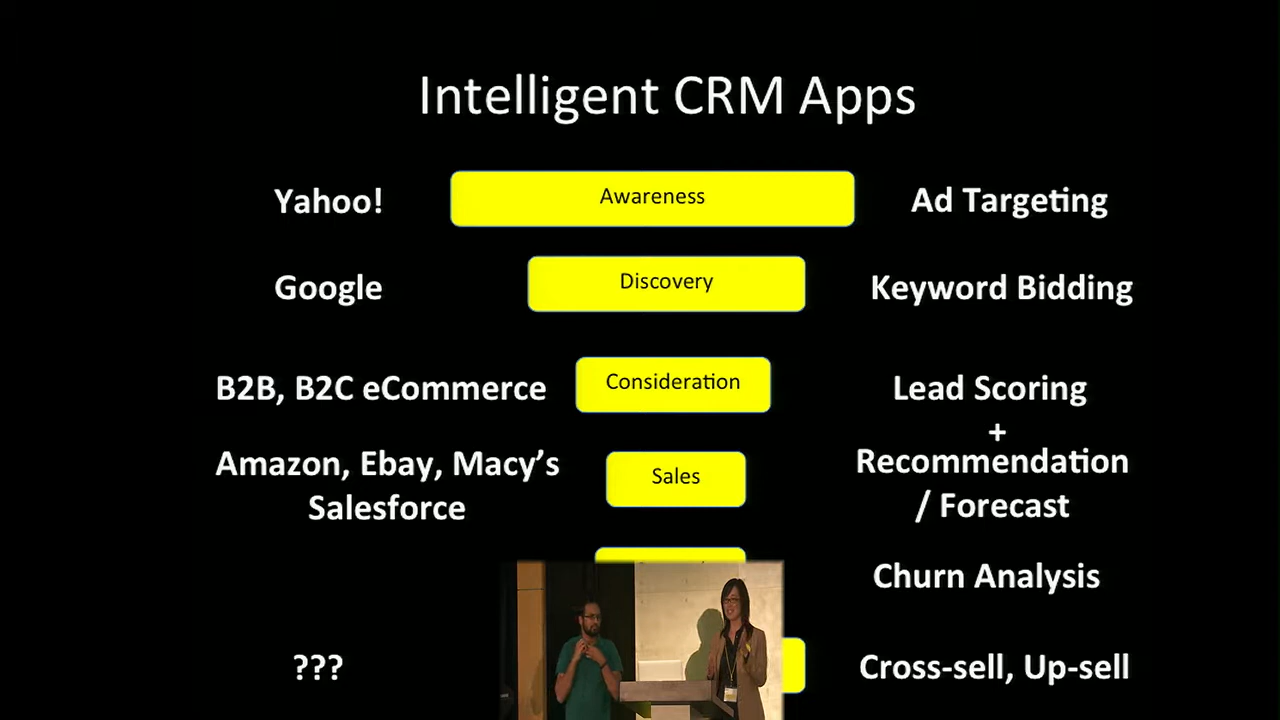 Intelligent CRM Apps
Yahoo!
Awareness
Ad Targeting
Google
Discovery
Keyword Bidding
B2B, B2C eCommerce
Consideration
Lead Scoring
+
Amazon, Ebay, Macy’s
Salesforce
Sales
Recommendation
/ Forecast
Churn Analysis
???
Cross-sell, Up-sell